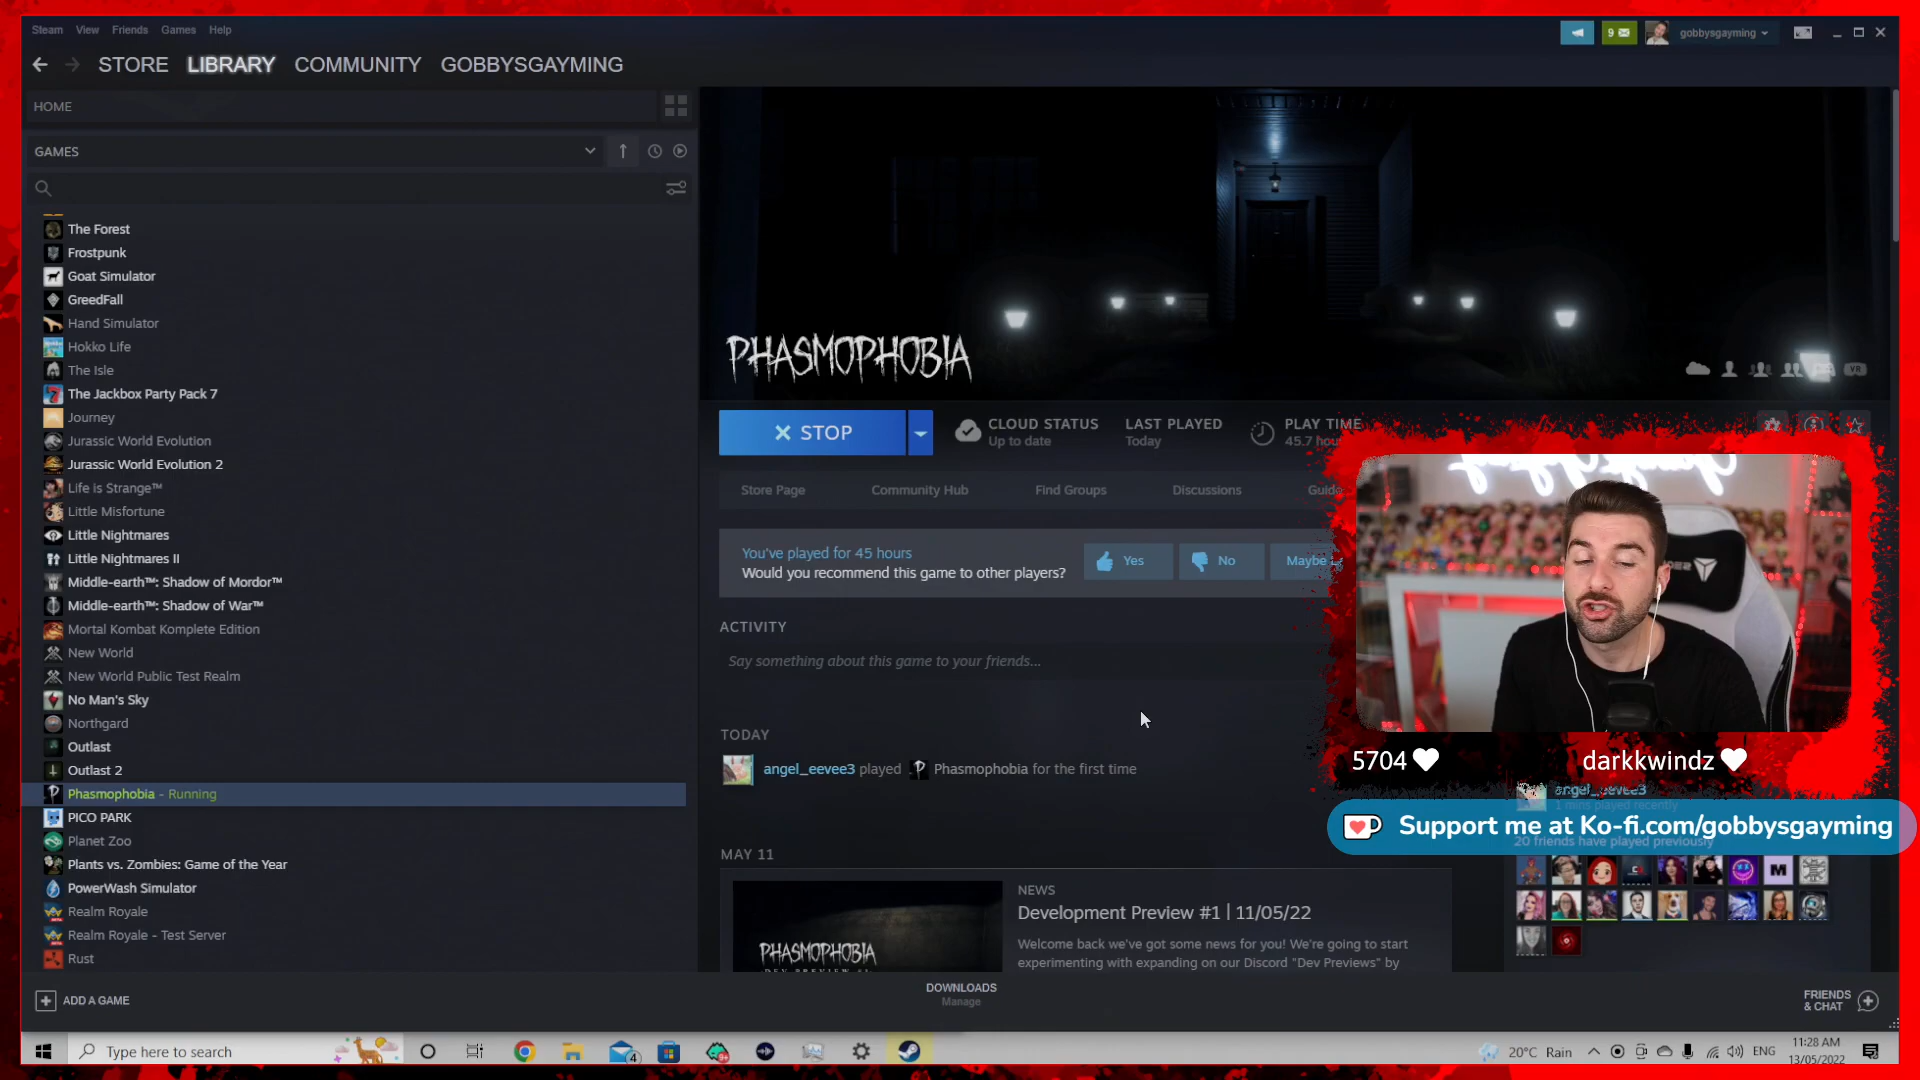 Steam View Friends Games Help
9
gobbysgayming
STORE LIBRARY COMMUNITY GOBBYSGAYMING
HOME
GAMES
The Forest
Frostpunk
Goat Simulator
GreedFall
Hand Simulator
Hokko Life
The Isle
The Jackbox Party Pack 7
Journey
Jurassic World Evolution
Jurassic World Evolution 2
Life is Strange™
Little Misfortune
Little Nightmares
Little Nightmares II
Middle-earth™: Shadow of Mordor™
Middle-earth™: Shadow of War™
Mortal Kombat Komplete Edition
New World
New World Public Test Realm
No Man's Sky
Northgard
Outlast
Outlast 2
Phasmophobia - Running
PICO PARK
Planet Zoo
Plants vs. Zombies: Game of the Year
PowerWash Simulator
Realm Royale
Realm Royale - Test Server
Rust
ADD A GAME
PHASMOPHOBIA
VR
STOP
CLOUD STATUS
Up to date
LAST PLAYED
Today
PLAY TIME
45.7
Store Page Community Hub Find Groups Discussions
You've played for 45 hours
Would you recommend this game to other players?
Yes No Maybe
ACTIVITY
Say something about this game to your friends...
TODAY
angel_eevee3 played Phasmophobia for the first time
MAY 11
NEWS
Development Preview #1 | 11/05/22
Welcome back we've got some news for you! We're going to start
experimenting with expanding on our Discord "Dev Previews" by
PHASMOPHOBIA
5704 darkkwindz
angel_eevee3
1 mins played recently
Support me at Ko-fi.com/gobbysgayming
20 friends have played previously
M
DOWNLOADS
Manage
FRIENDS
& CHAT
Type here to search
4
20°C Rain
ENG
11:28 AM
13/05/2022